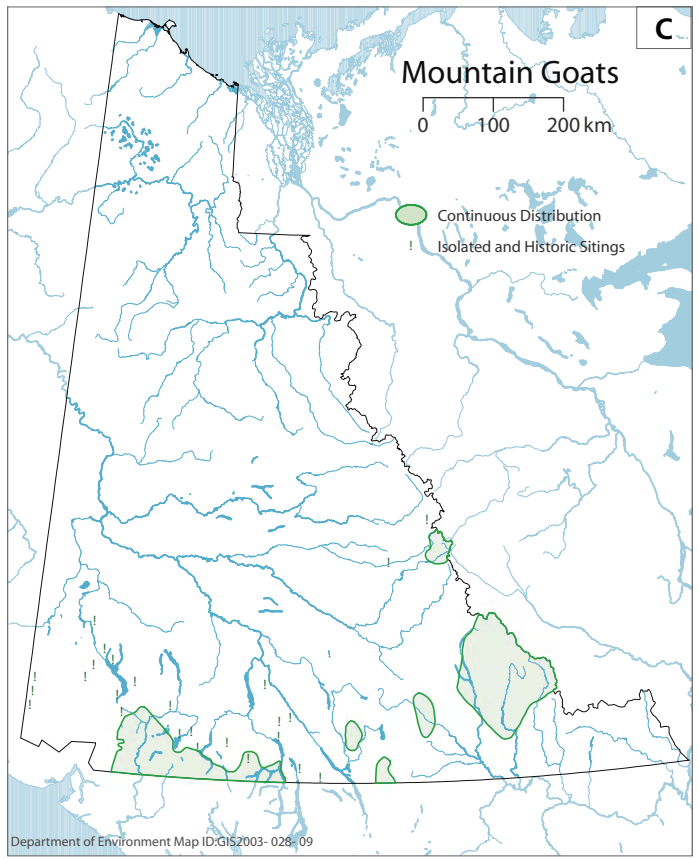 C
Mountain Goats
0 100 200 km
Continuous Distribution
! Isolated and Historic Sitings
Department of Environment Map ID:GIS2003- 028- 09